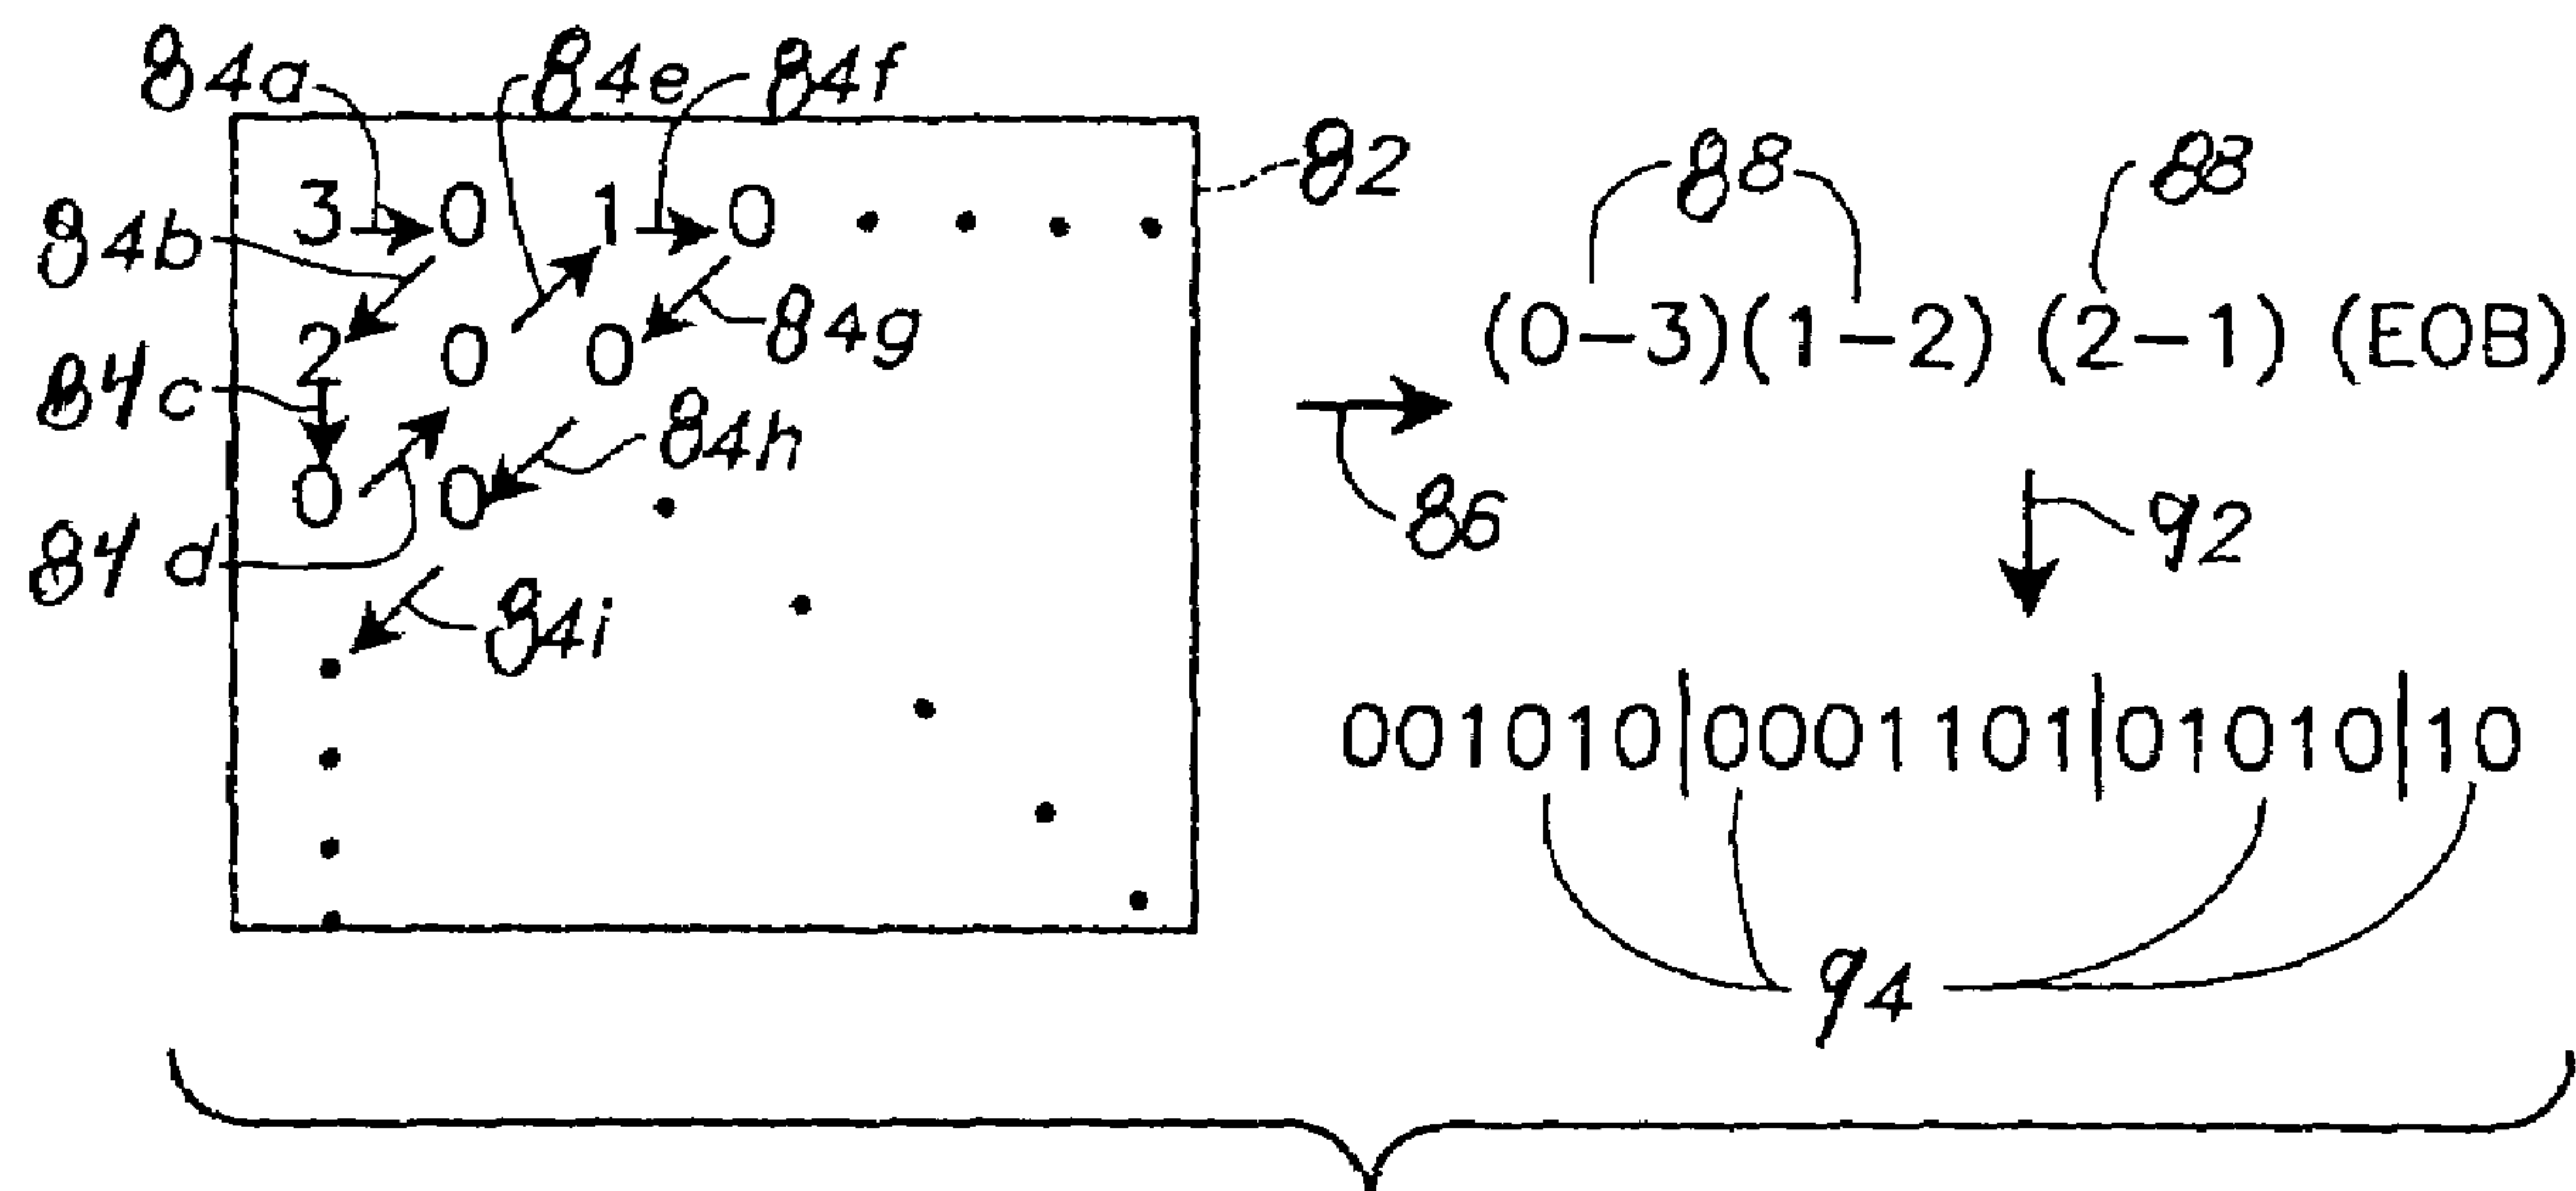 84a 84e 84f
82
88 88
3 0 1 0 . . . .
84b
(0-3)(1-2) (2-1) (EOB)
2 0 0 84g
84c
84h
0 0
86
92
84d
84i
001010|0001101|01010|10
94